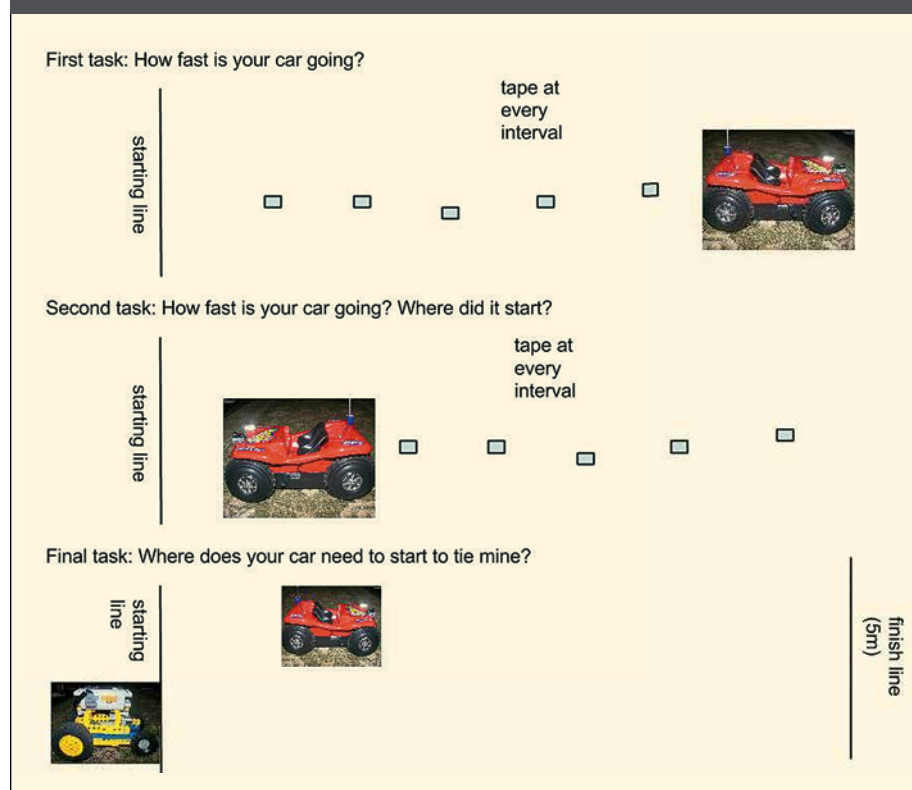 First task: How fast is your car going?
tape at
every
interval
starting line
Second task: How fast is your car going? Where did it start?
tape at
every
interval
starting line
Final task: Where does your car need to start to tie mine?
starting
line
finish line
(5m)